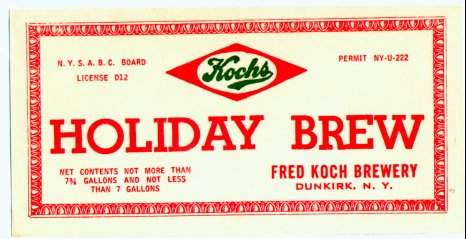 Kochs
N. Y. S. A. B. C. BOARD
LICENSE D12
PERMIT NY-U-222
HOLIDAY BREW
NET CONTENTS NOT MORE THAN
7¾ GALLONS AND NOT LESS
THAN 7 GALLONS
FRED KOCH BREWERY
DUNKIRK, N. Y.